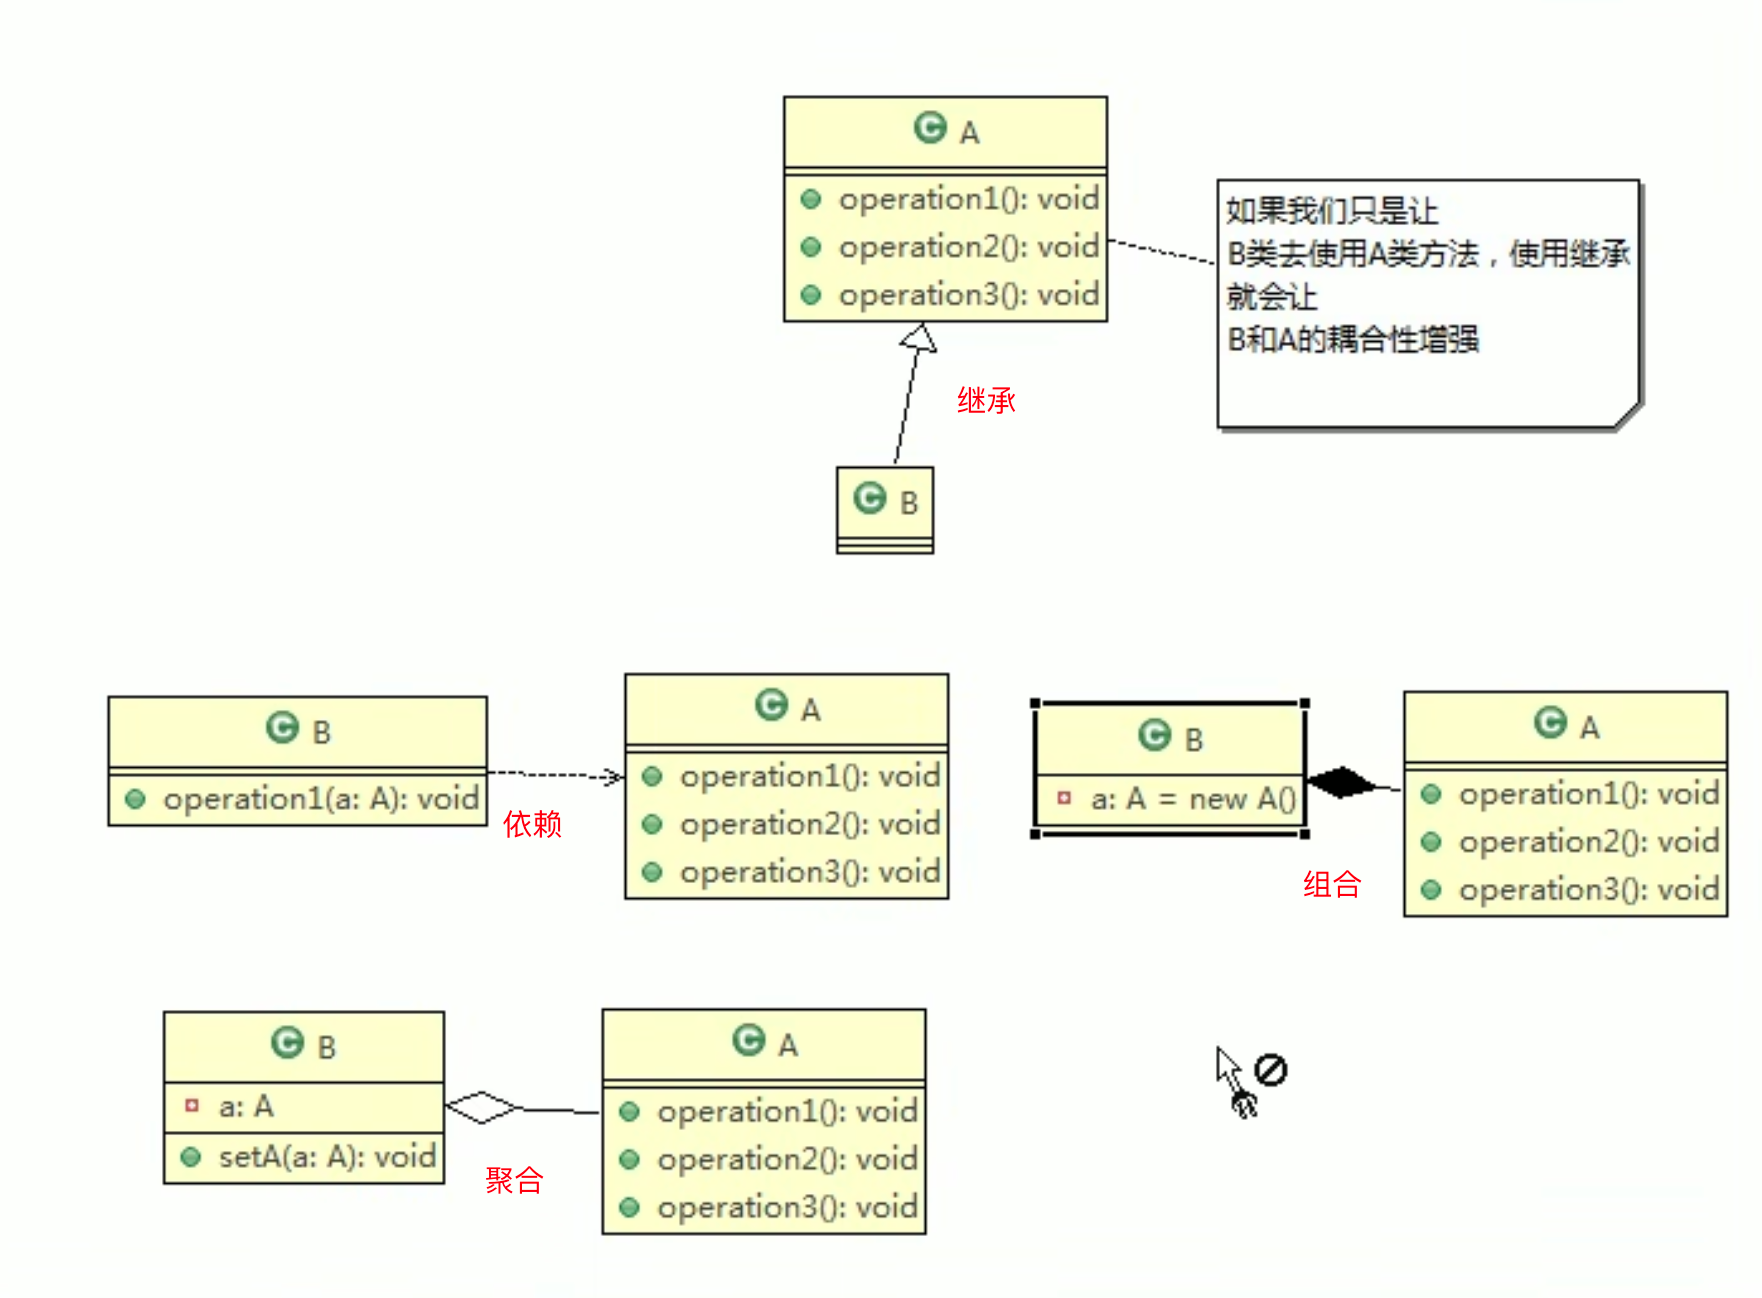 A
operation1(): void
operation2(): void
operation3(): void
如果我们只是让
B类去使用A类方法，使用继承
就会让
B和A的耦合性增强
继承
B
B
operation1(a: A): void
依赖
A
operation1(): void
operation2(): void
operation3(): void
B
a: A = new A()
组合
A
operation1(): void
operation2(): void
operation3(): void
B
a: A
setA(a: A): void
聚合
A
operation1(): void
operation2(): void
operation3(): void